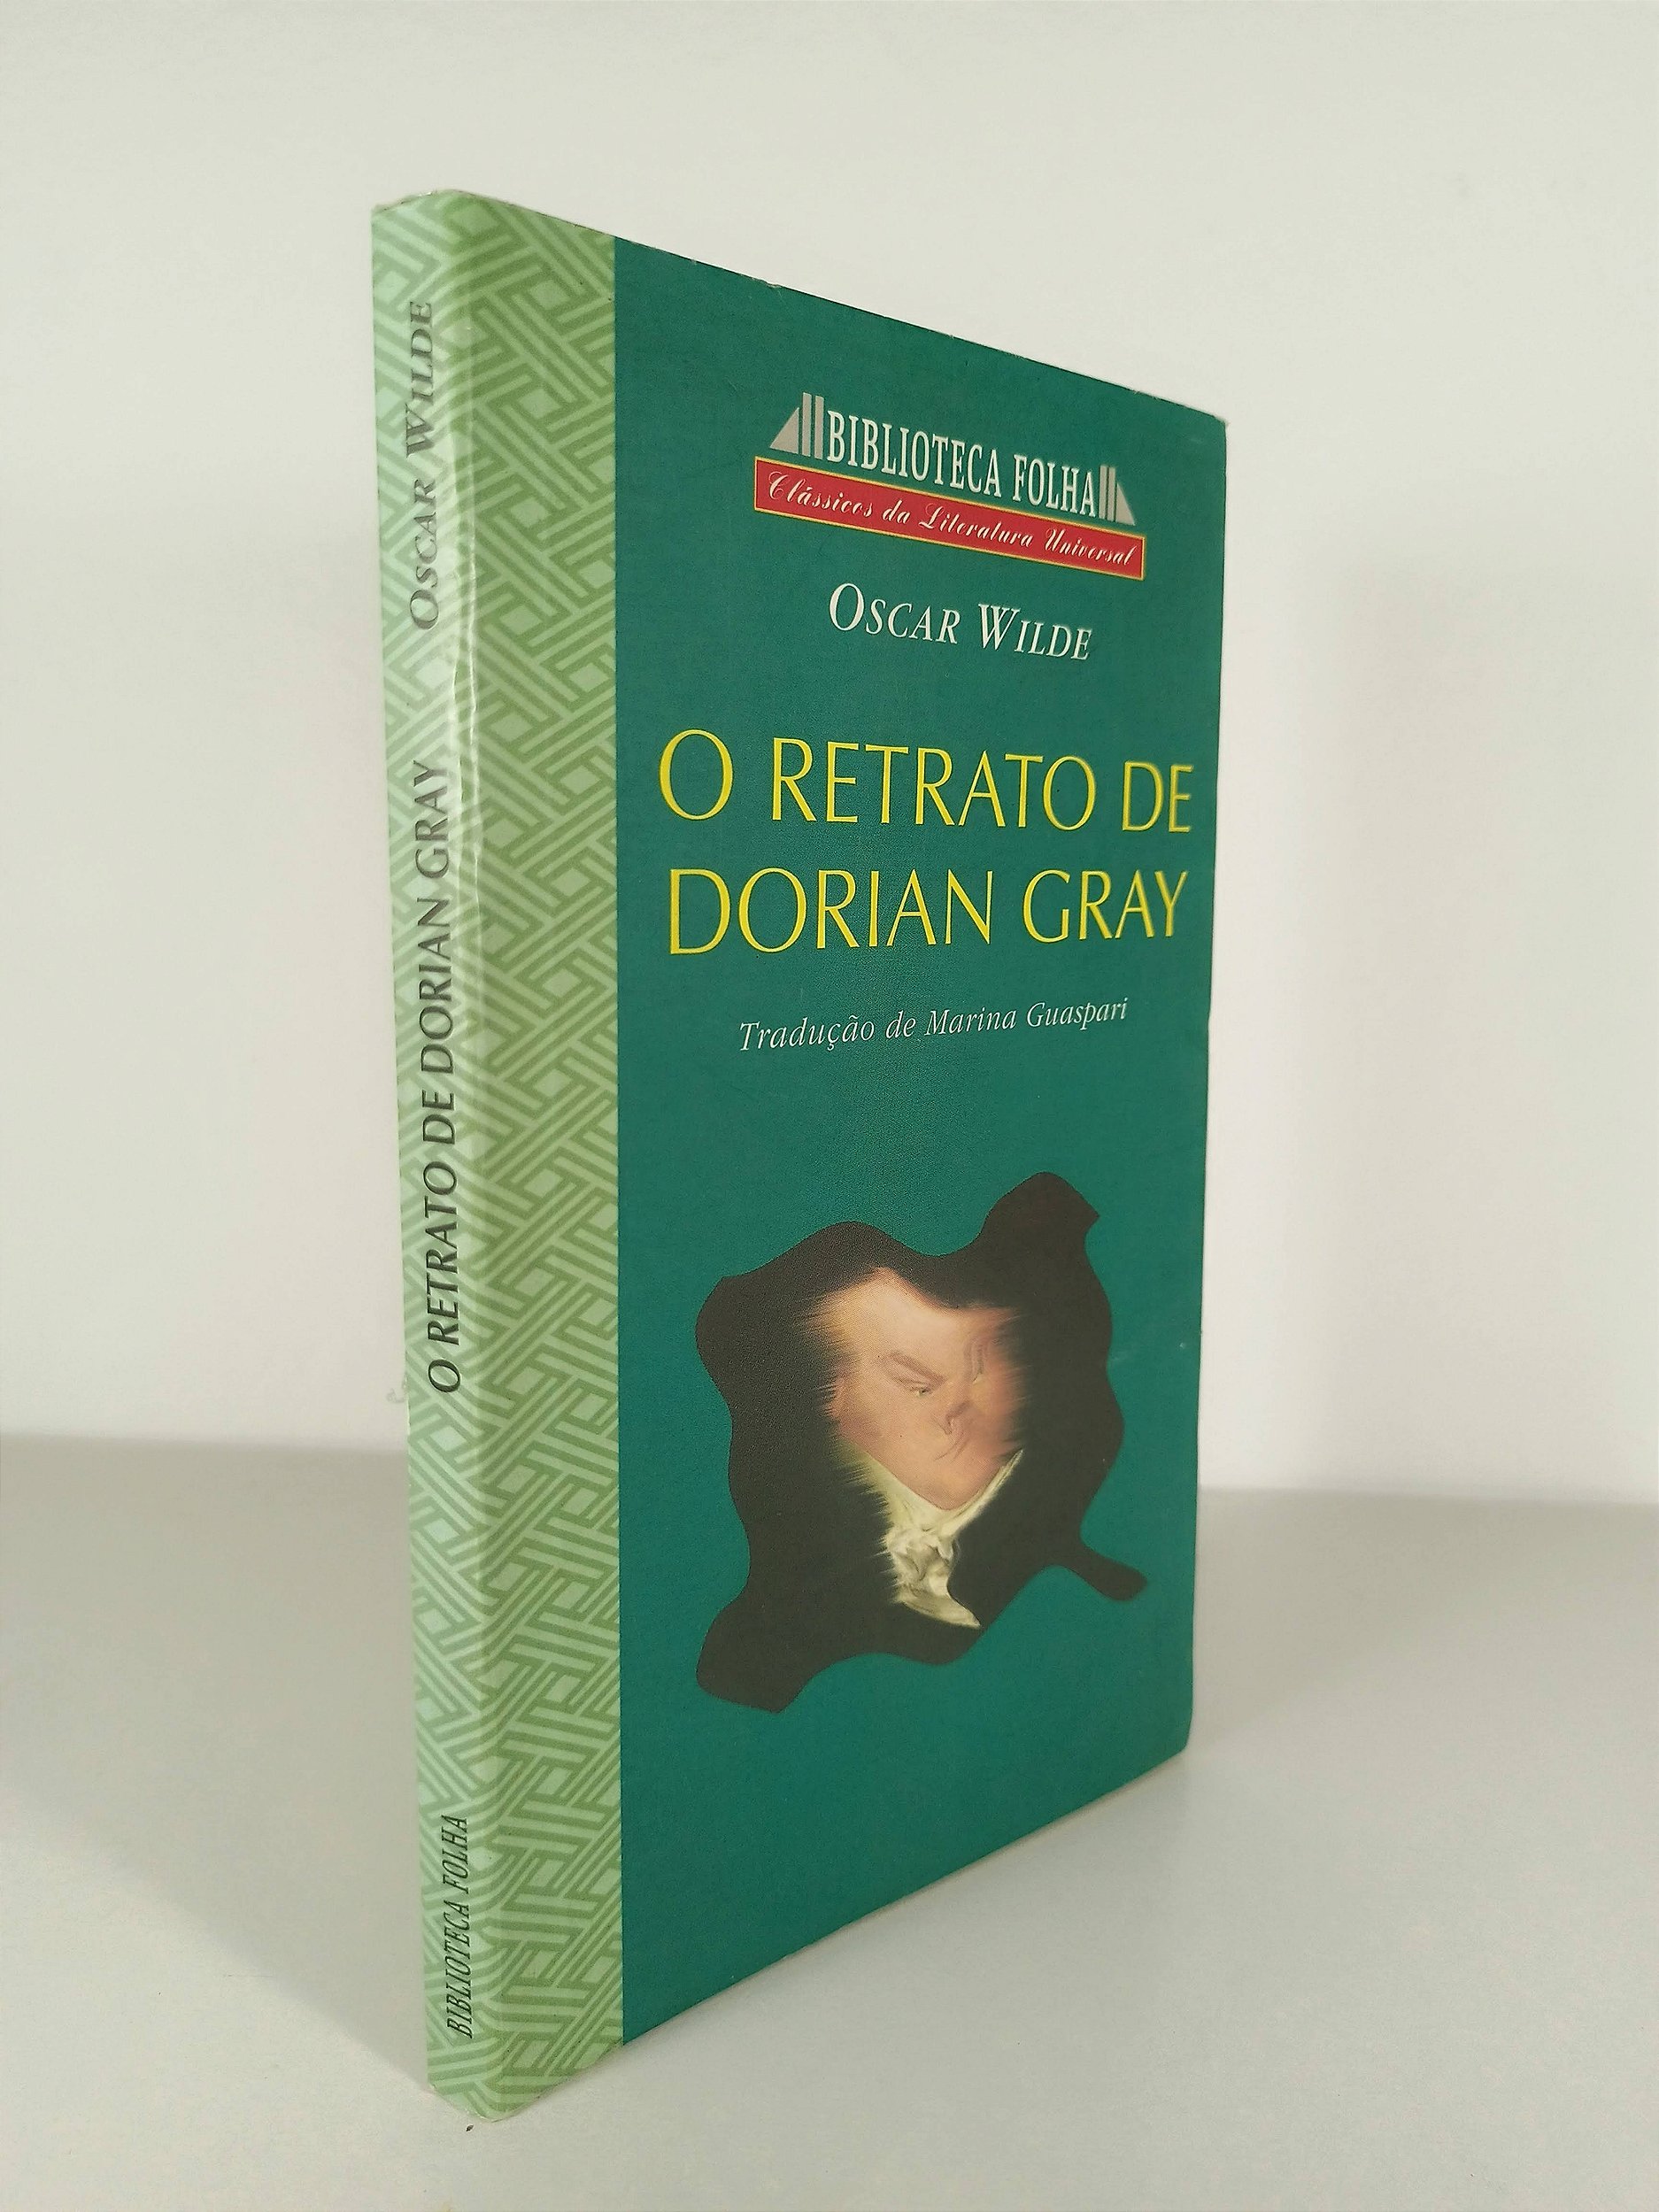 BIBLIOTECA FOLHA
Clássicos da Literatura Universal
OSCAR WILDE
O RETRATO DE
DORIAN GRAY
Tradução de Marina Guaspari
BIBLIOTECA FOLHA O RETRATO DE DORIAN GRAY OSCAR WILDE